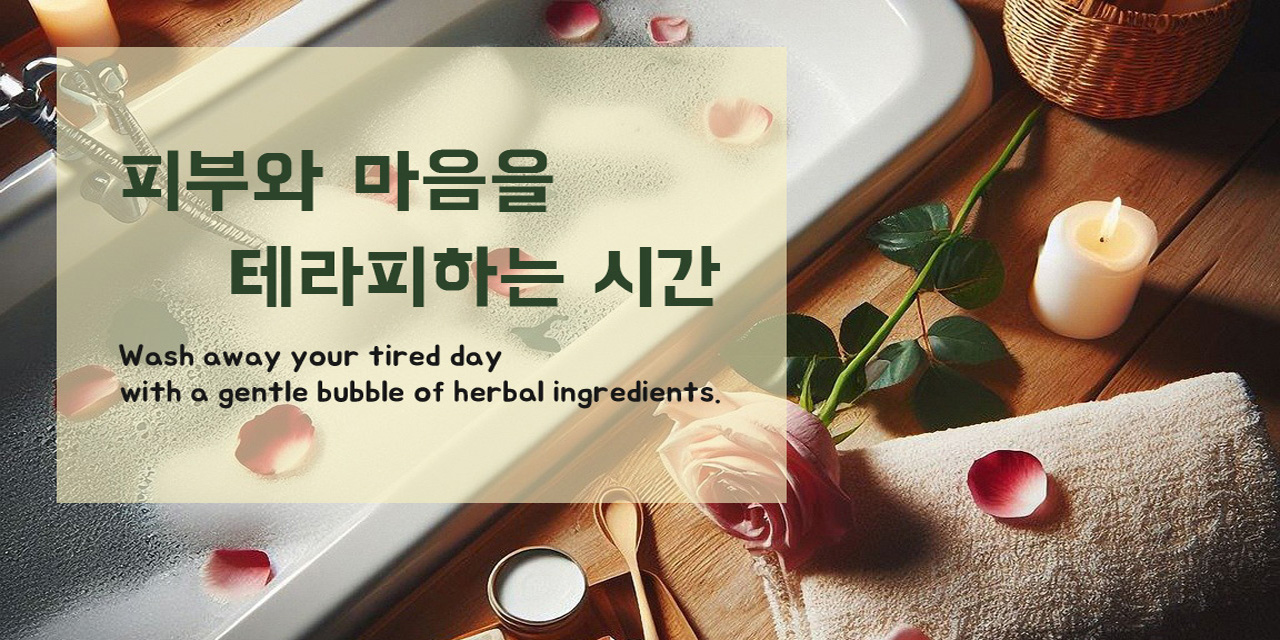 피부와 마음을
테라피하는 시간
Wash away your tired day
with a gentle bubble of herbal ingredients.